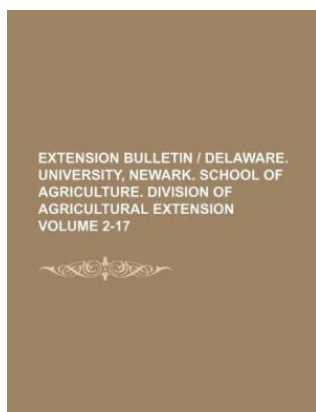 EXTENSION BULLETIN / DELAWARE.
UNIVERSITY, NEWARK. SCHOOL OF
AGRICULTURE. DIVISION OF
AGRICULTURAL EXTENSION
VOLUME 2-17